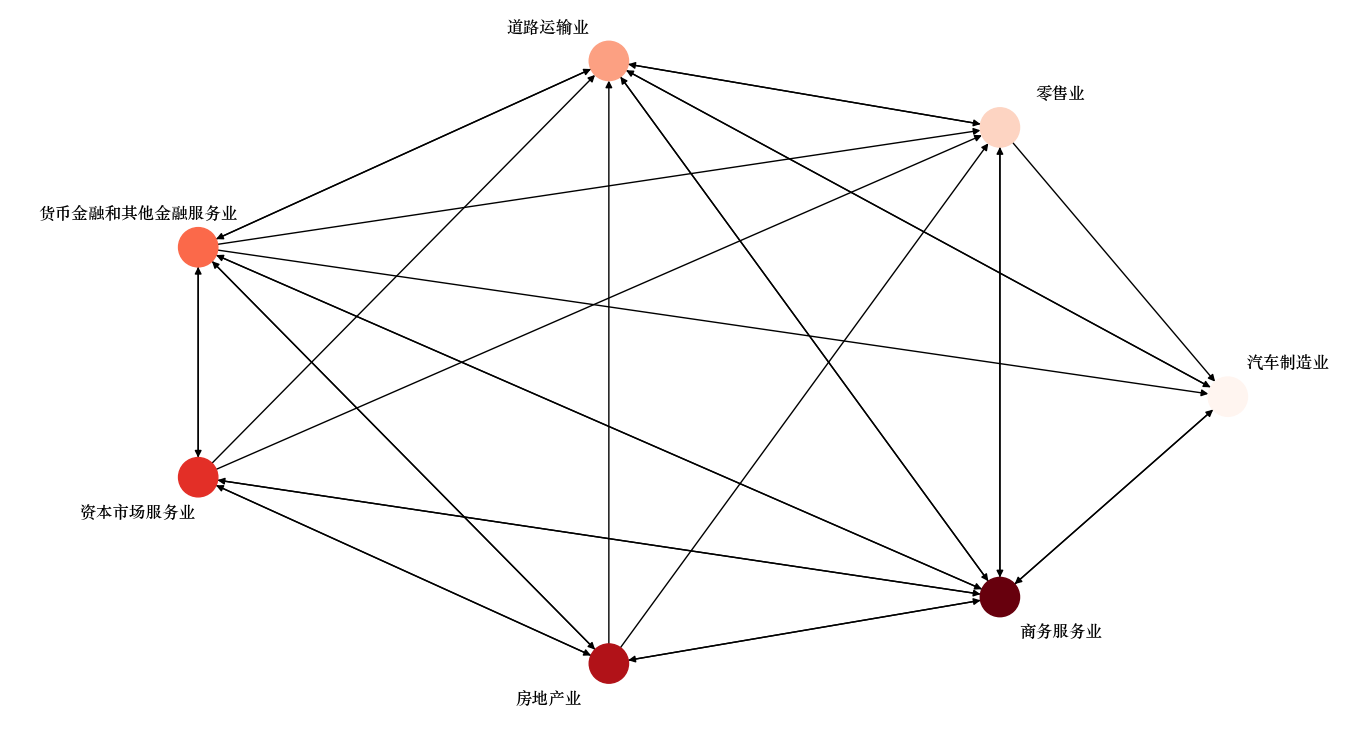 道路运输业
零售业
货币金融和其他金融服务业
汽车制造业
资本市场服务业
商务服务业
房地产业